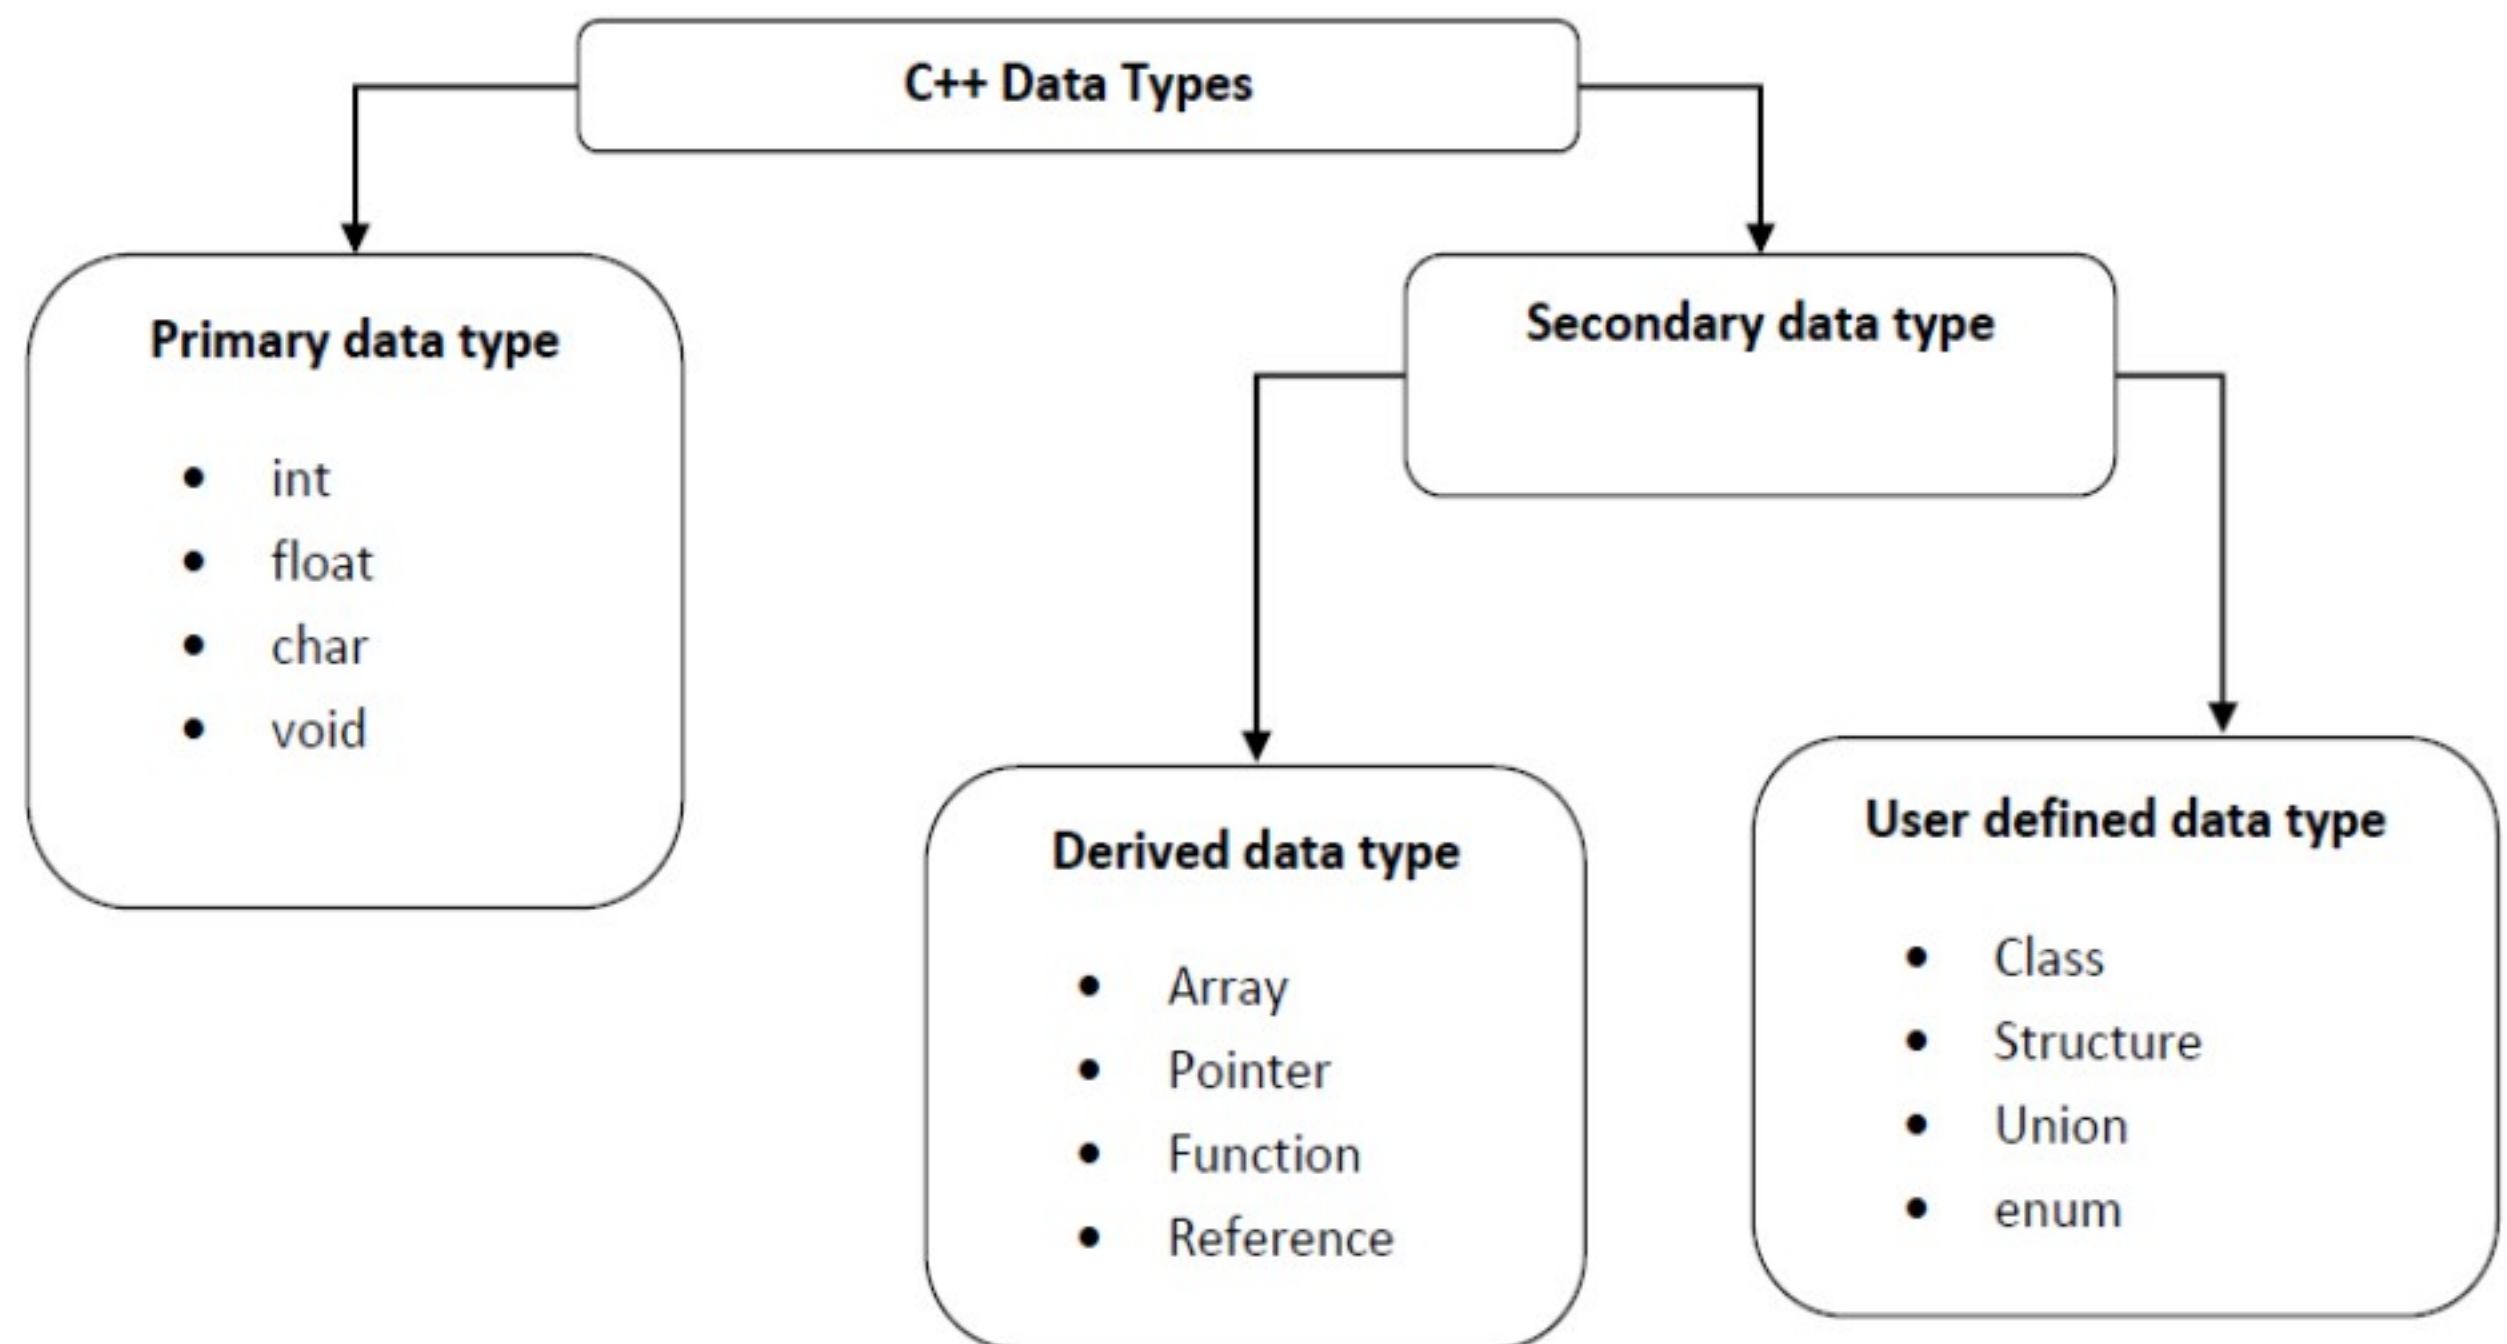 C++ Data Types
Primary data type
• int
• float
• char
• void
Secondary data type
Derived data type
• Array
• Pointer
• Function
• Reference
User defined data type
• Class
• Structure
• Union
• enum